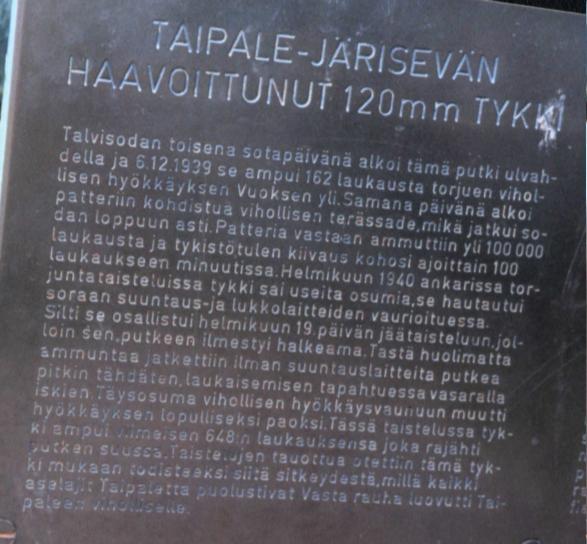 TAIPALE-JÄRISEVÄN
HAAVOITTUNUT 120mm TYKKI
Talvisodan toisena sotapäivänä alkoi tämä putki ulvah-
della ja 6.12.1939 se ampui 162 laukausta torjuen vihol-
lisen hyökkäyksen Vuoksen yli.Samana päivänä alkoi
patteriin kohdistua vihollisen terässade,mikä jatkui so-
dan loppuun asti.Patteria vastaan ammuttiin yli 100 000
laukausta ja tykistötulen kiivaus kohosi ajoittain 100
laukaukseen minuutissa.Helmikuun 1940 ankarissa tor-
juntataisteluissa tykki sai useita osumia,se hautautui
soraan suuntaus-ja lukkolaitteiden vaurioituessa.
Silti se osallistui helmikuun 19.päivän jäätaisteluun,jol-
loin sen,putkeen ilmestyi halkeama.Tästä huolimatta
ammuntaa jatkettiin ilman suuntauslaitteita putkea
pitkin tähdäten,laukaisemisen tapahtuessa vasaralla
iskien.Täysosuma vihollisen hyökkäysvaunuun muutti
hyökkäyksen lopulliseksi paoksi.Tässä taistelussa tyk-
ki ampui viimeisen 648:n laukauksensa joka räjähti
putken suussa.Taistelujen tauottua otettiin tämä tyk-
ki mukaan todisteeksi siitä sitkeydestä,millä kaikki
aselajit Taipaletta puolustivat Vasta rauha luovutti Tai-
paleen viholliselle.